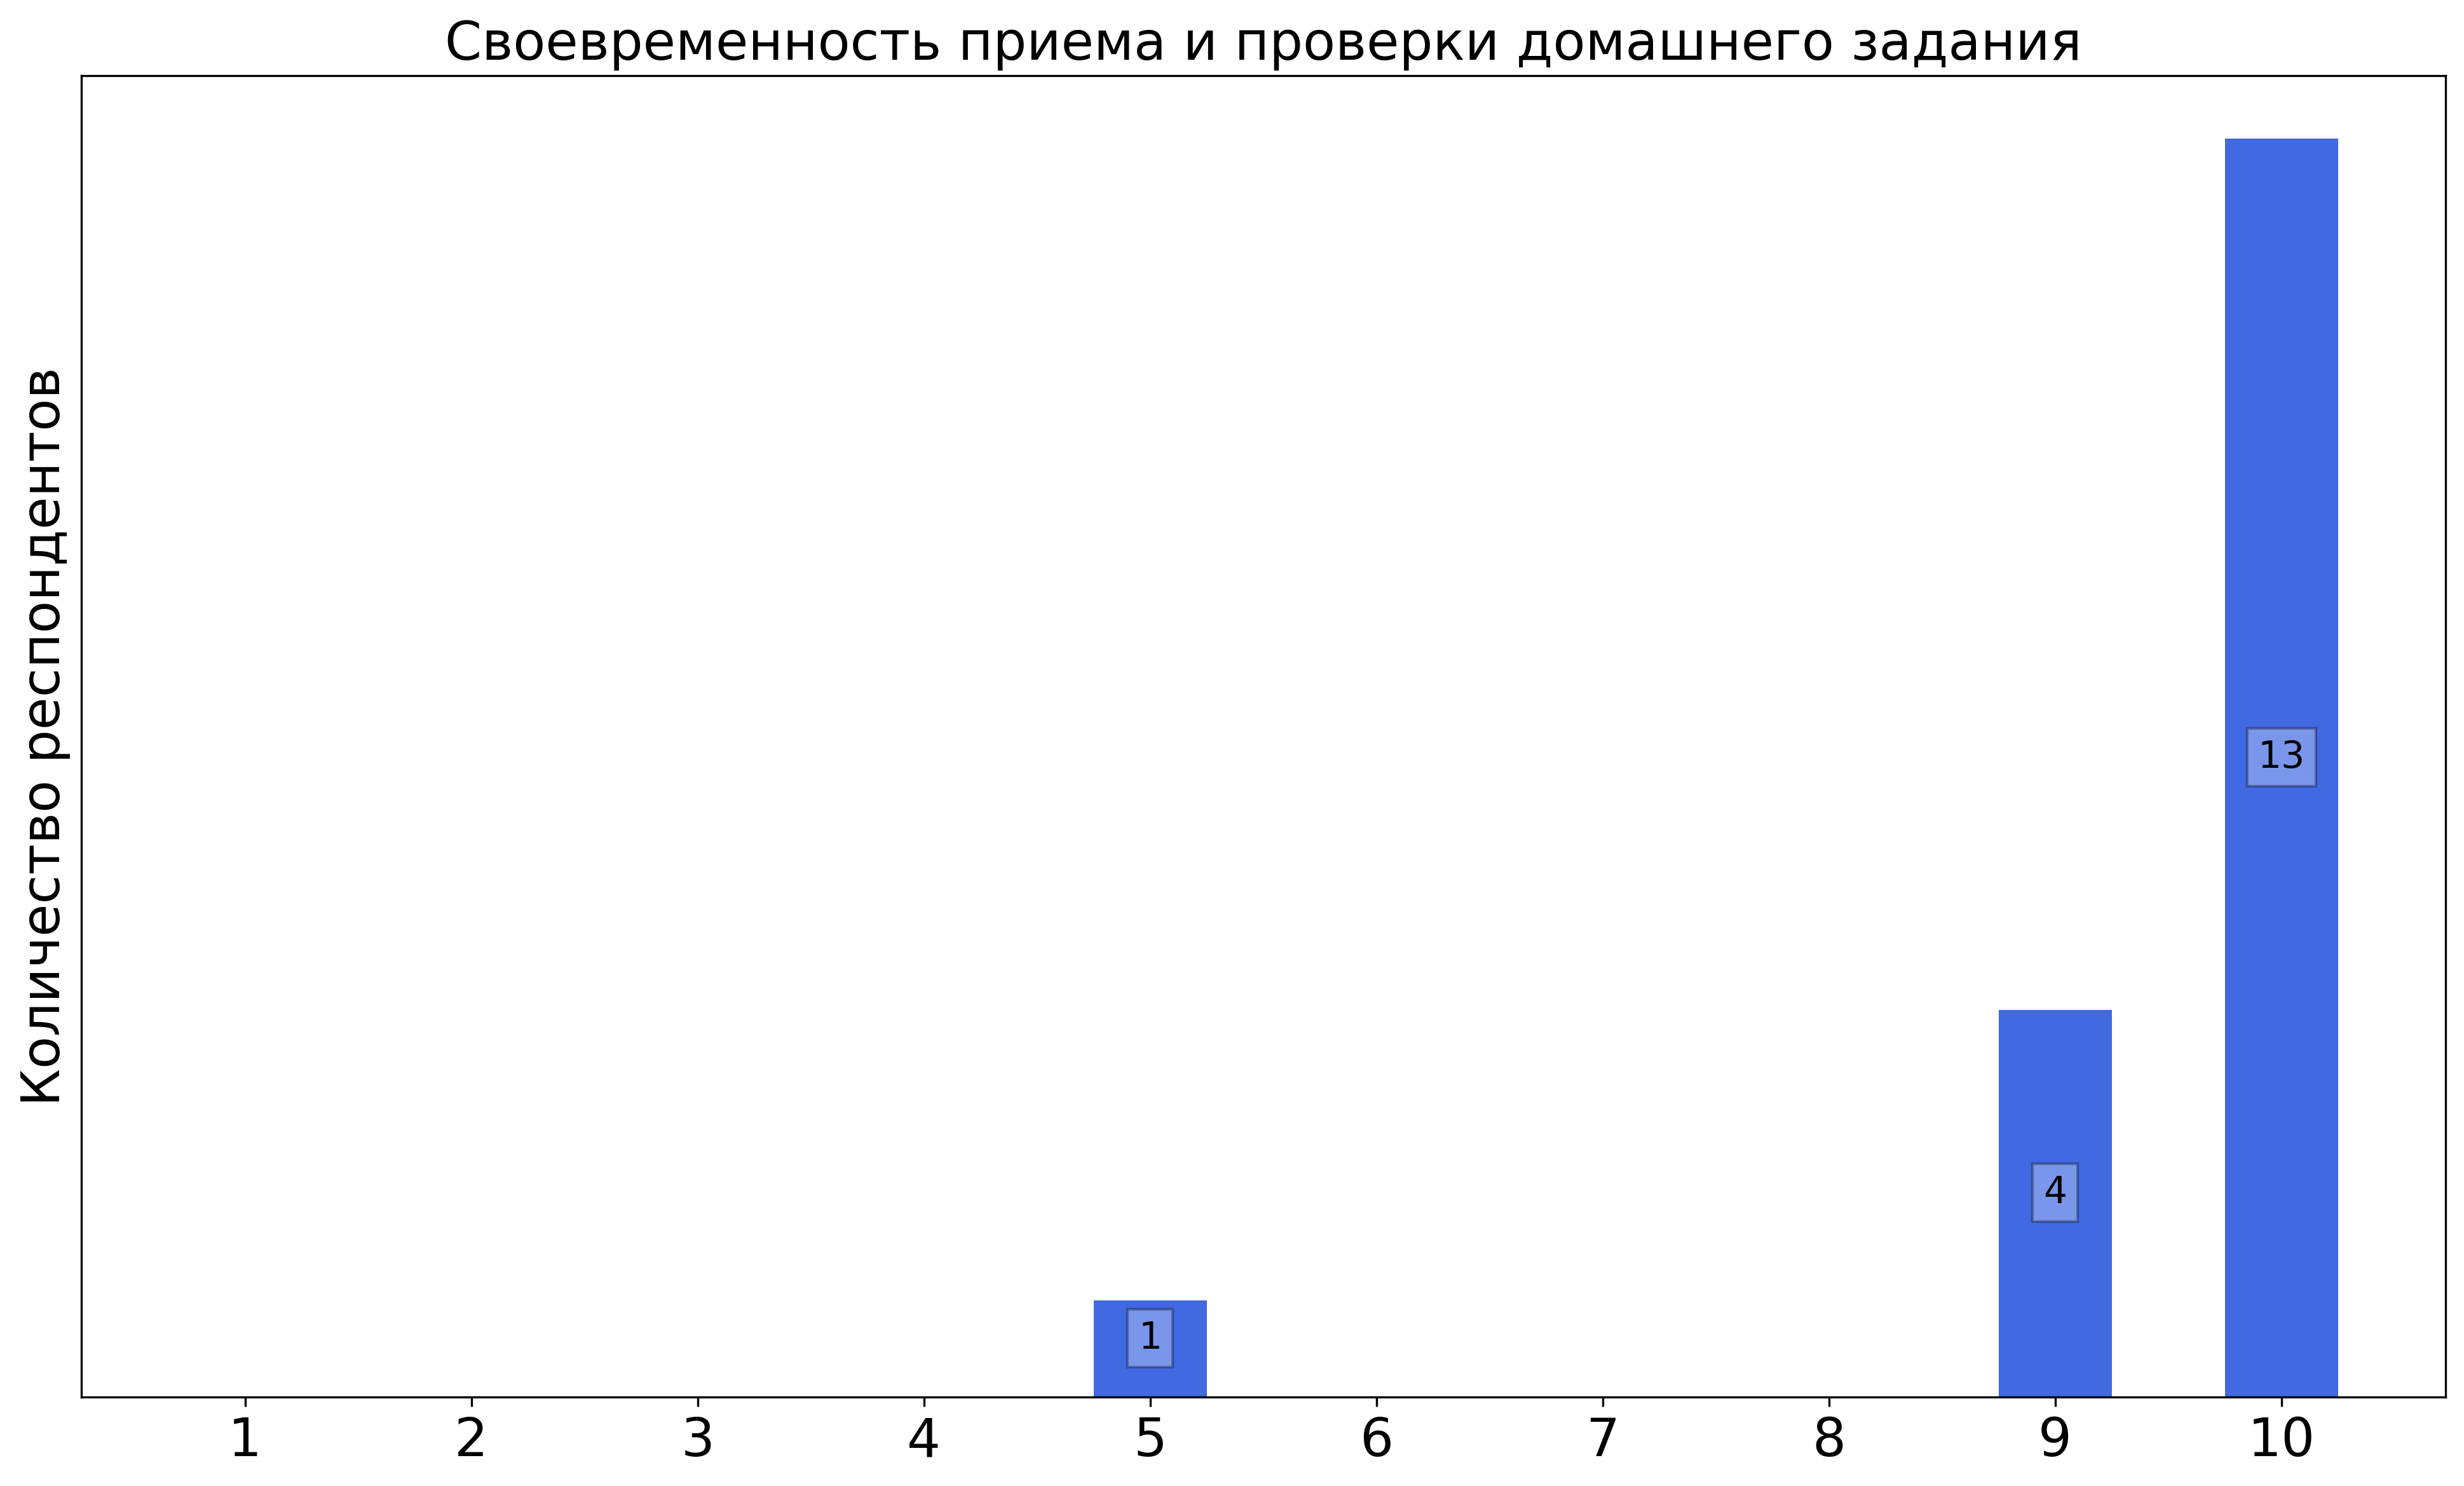 Своевременность приема и проверки домашнего задания
Количество респондентов
13
4
1
1 2 3 4 5 6 7 8 9 10